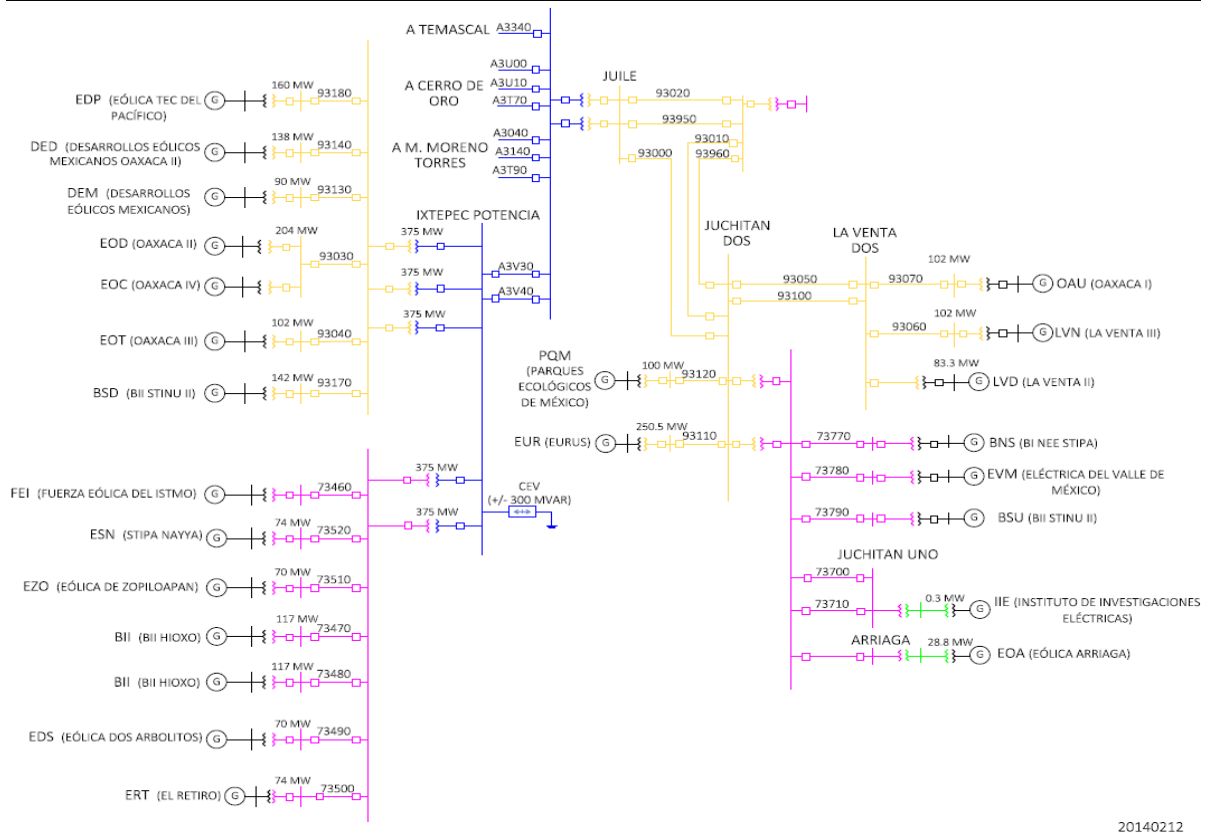 A TEMASCAL
A3340
A3U00
A3U10
A CERRO DE
ORO
A3T70
A3040
A M. MORENO
TORRES
A3140
A3T90
JUILE
93020
93950
93010
93000
93960
160 MW
93180
EDP (EÓLICA TEC DEL
PACÍFICO)
G
138 MW
93140
DED (DESARROLLOS EÓLICOS
MEXICANOS OAXACA II)
G
90 MW
93130
DEM (DESARROLLOS
EÓLICOS MEXICANOS)
G
204 MW
EOD (OAXACA II)
G
93030
EOC (OAXACA IV)
G
102 MW
93040
EOT (OAXACA III)
G
142 MW
93170
BSD (BII STINU II)
G
IXTEPEC POTENCIA
375 MW
375 MW
375 MW
A3V30
A3V40
JUCHITAN
DOS
LA VENTA
DOS
93050
93100
93070
102 MW
G
OAU (OAXACA I)
93060
102 MW
G
LVN (LA VENTA III)
83.3 MW
G
LVD (LA VENTA II)
PQM
(PARQUES
ECOLÓGICOS
DE MÉXICO)
G
100 MW
93120
EUR (EURUS)
G
250.5 MW
93110
73770
G
BNS (BI NEE STIPA)
73780
G
EVM (ELÉCTRICA DEL VALLE DE
MÉXICO)
73790
G
BSU (BII STINU II)
JUCHITAN UNO
73700
73710
0.3 MW
G
IIE (INSTITUTO DE INVESTIGACIONES
ELÉCTRICAS)
ARRIAGA
28.8 MW
G
EOA (EÓLICA ARRIAGA)
375 MW
375 MW
CEV
(+/- 300 MVAR)
FEI (FUERZA EÓLICA DEL ISTMO)
G
73460
74 MW
ESN (STIPA NAYYA)
G
73520
70 MW
EZO (EÓLICA DE ZOPILOAPAN)
G
73510
117 MW
BII (BII HIOXO)
G
73470
117 MW
BII (BII HIOXO)
G
73480
70 MW
EDS (EÓLICA DOS ARBOLITOS)
G
73490
74 MW
ERT (EL RETIRO)
G
73500
20140212